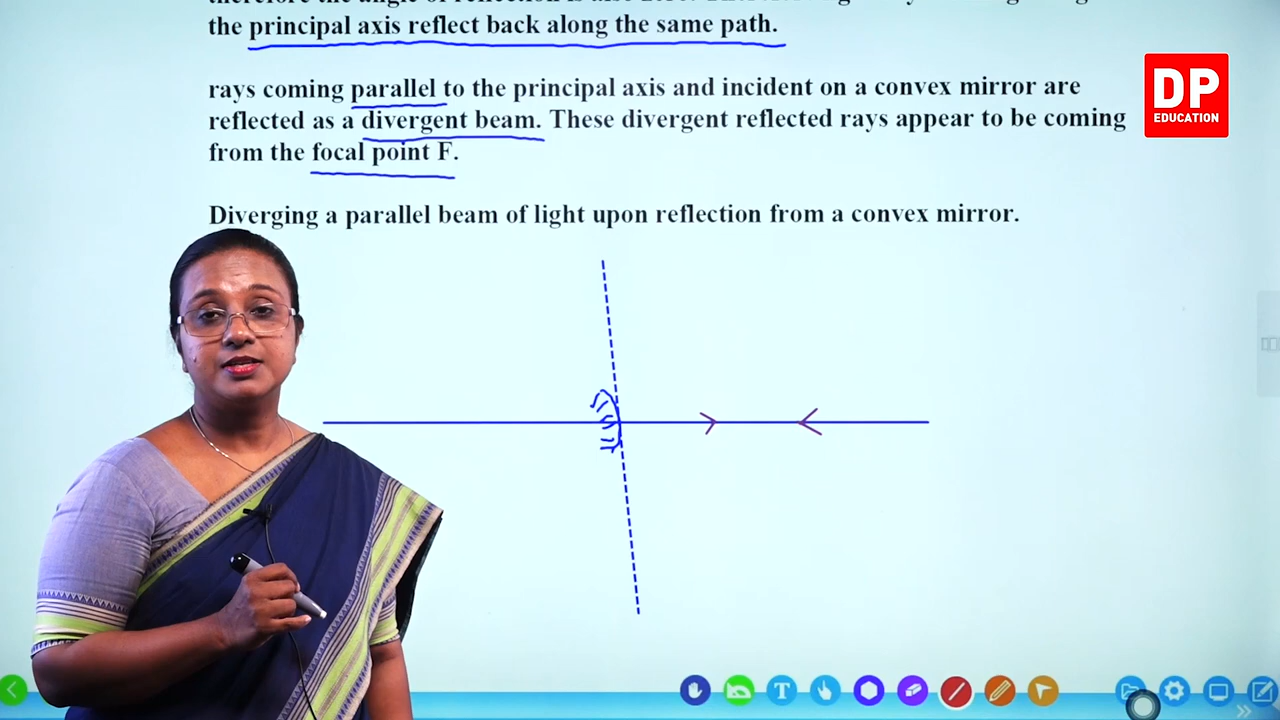 the principal axis reflect back along the same path.
rays coming parallel to the principal axis and incident on a convex mirror are
reflected as a divergent beam. These divergent reflected rays appear to be coming
from the focal point F.
Diverging a parallel beam of light upon reflection from a convex mirror.
DP
EDUCATION
T